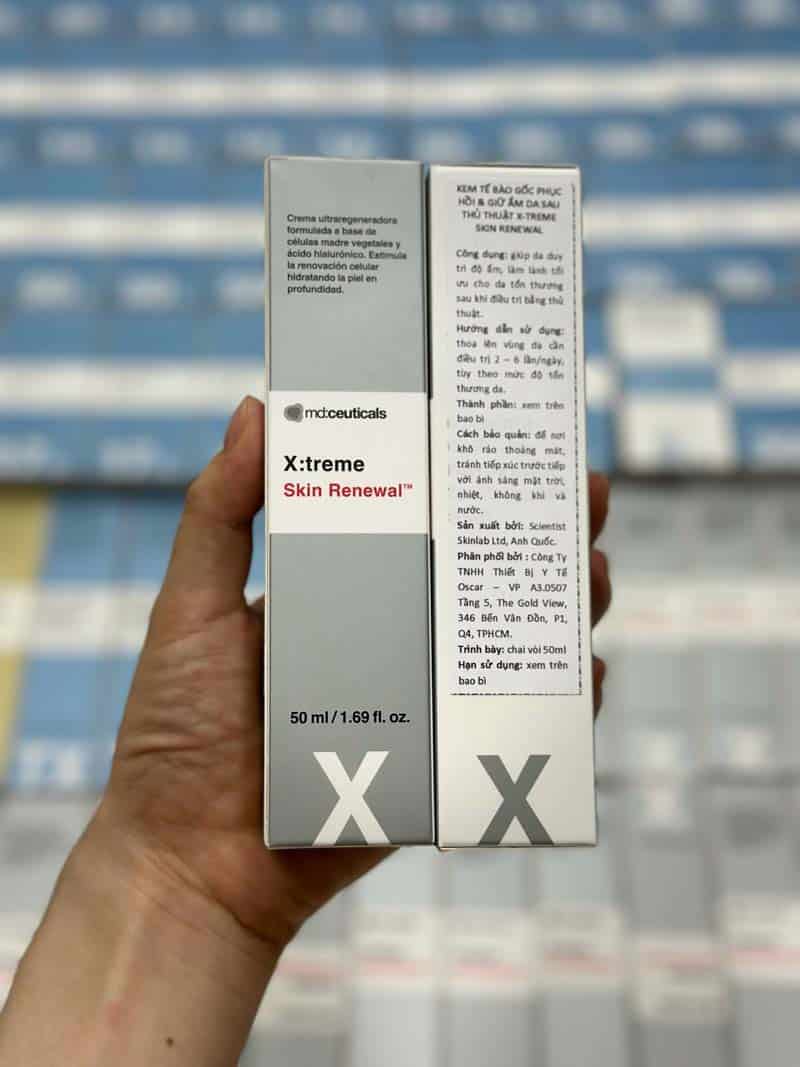 Crema ultraregeneradora
formulada a base de
células madre vegetales y
ácido hialurónico. Estimula
la renovación celular
hidratando la piel en
profundidad.
md:ceuticals
X:treme
Skin Renewal™
50 ml / 1.69 fl. oz.
X
KEM TẾ BÀO GỐC PHỤC
HỒI & GIỮ ẨM DA SAU
THỦ THUẬT X-TREME
SKIN RENEWAL
Công dụng: giúp da duy
trì độ ẩm, làm lành tối
ưu cho da tổn thương
sau khi điều trị bằng thủ
thuật.
Hướng dẫn sử dụng:
thoa lên vùng da cần
điều trị 2 – 6 lần/ngày,
tùy theo mức độ tổn
thương da.
Thành phần: xem trên
bao bì
Cách bảo quản: để nơi
khô ráo thoáng mát,
tránh tiếp xúc trước tiếp
với ánh sáng mặt trời,
nhiệt, không khí và
nước.
Sản xuất bởi: Scientist
Skinlab Ltd, Anh Quốc.
Phân phối bởi : Công Ty
TNHH Thiết Bị Y Tế
Oscar – VP A3.0507
Tầng 5, The Gold View,
346 Bến Vân Đồn, P1,
Q4, TPHCM.
Trình bày: chai vòi 50ml
Hạn sử dụng: xem trên
bao bì
X